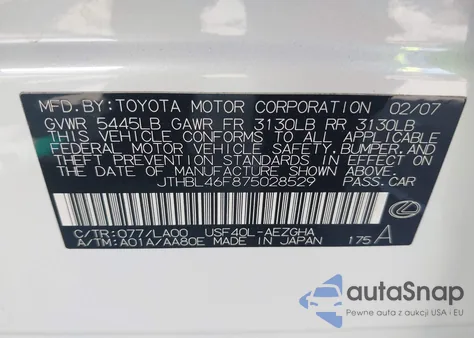 MFD. BY: TOYOTA MOTOR CORPORATION 02/07
GVWR 5445LB GAWR FR 3130LB RR 3130LB
THIS VEHICLE CONFORMS TO ALL APPLICABLE
FEDERAL MOTOR VEHICLE SAFETY, BUMPER, AND
THEFT PREVENTION STANDARDS IN EFFECT ON
THE DATE OF MANUFACTURE SHOWN ABOVE.
JTHBL46F875028529 PASS. CAR
C/TR: 077/LA00 USF40L-AEZGHA
A/TM: A01A/AA80E MADE IN JAPAN 175 A
autaSnap
Pewne auta z aukcji USA i EU